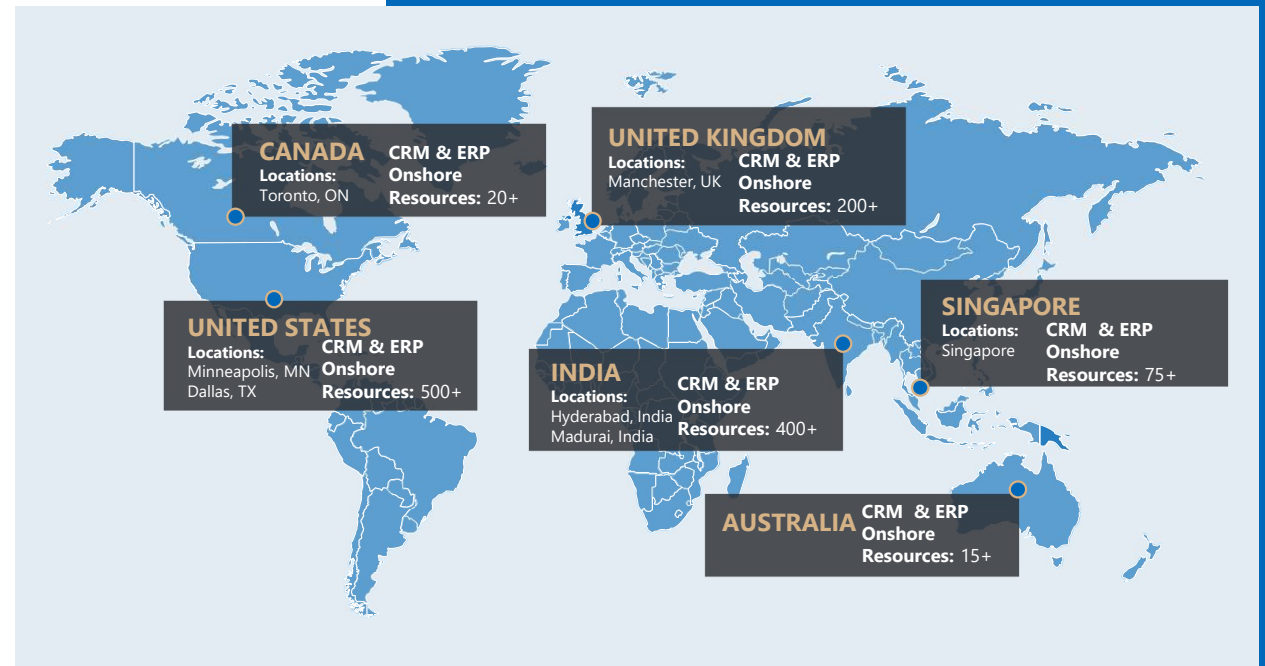 CANADA
Locations:
Toronto, ON
CRM & ERP
Onshore
Resources: 20+
UNITED KINGDOM
Locations:
Manchester, UK
CRM & ERP
Onshore
Resources: 200+
UNITED STATES
Locations:
Minneapolis, MN
Dallas, TX
CRM & ERP
Onshore
Resources: 500+
INDIA
Locations:
Hyderabad, India
Madurai, India
CRM & ERP
Onshore
Resources: 400+
SINGAPORE
Locations:
Singapore
CRM & ERP
Onshore
Resources: 75+
AUSTRALIA
CRM & ERP
Onshore
Resources: 15+